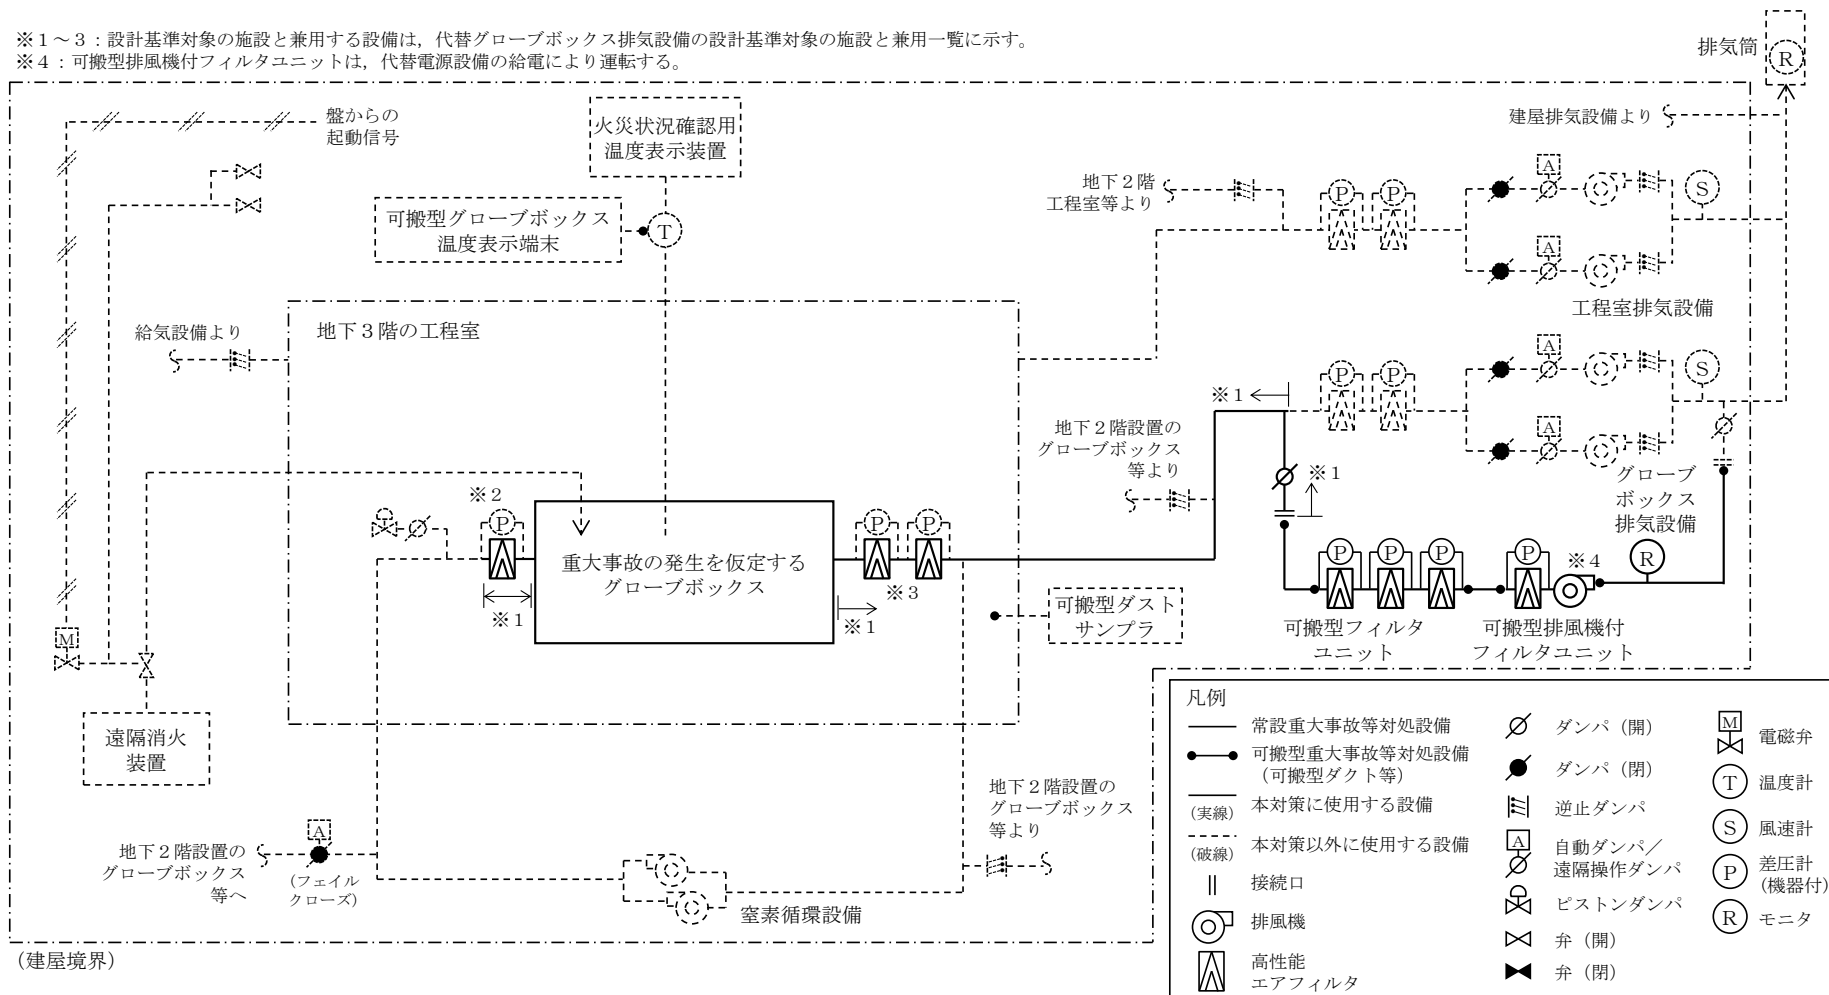 ※１～３：設計基準対象の施設と兼用する設備は，代替グローブボックス排気設備の設計基準対象の施設と兼用一覧に示す。
※４：可搬型排風機付フィルタユニットは，代替電源設備の給電により運転する。
排気筒
R
盤からの
起動信号
火災状況確認用
温度表示装置
建屋排気設備より
可搬型グローブボックス
温度表示端末
T
地下２階
工程室等より
P
P
A
S
A
工程室排気設備
給気設備より
地下３階の工程室
※１
P
P
A
S
A
地下２階設置の
グローブボックス
等より
※１
グローブ
ボックス
排気設備
※２
P
重大事故の発生を仮定する
グローブボックス
P
P
※３
※１
※１
P
P
P
P
※４
R
可搬型フィルタ
ユニット
可搬型排風機付
フィルタユニット
可搬型ダスト
サンプラ
M
遠隔消火
装置
地下２階設置の
グローブボックス
等へ
A
（フェイル
クローズ）
窒素循環設備
地下２階設置の
グローブボックス
等より
（建屋境界）
凡例
常設重大事故等対処設備
可搬型重大事故等対処設備
（可搬型ダクト等）
（実線）
本対策に使用する設備
（破線）
本対策以外に使用する設備
接続口
排風機
高性能
エアフィルタ
ダンパ（開）
ダンパ（閉）
逆止ダンパ
A
自動ダンパ／
遠隔操作ダンパ
ピストンダンパ
弁（開）
弁（閉）
M
電磁弁
T
温度計
S
風速計
P
差圧計
（機器付）
R
モニタ